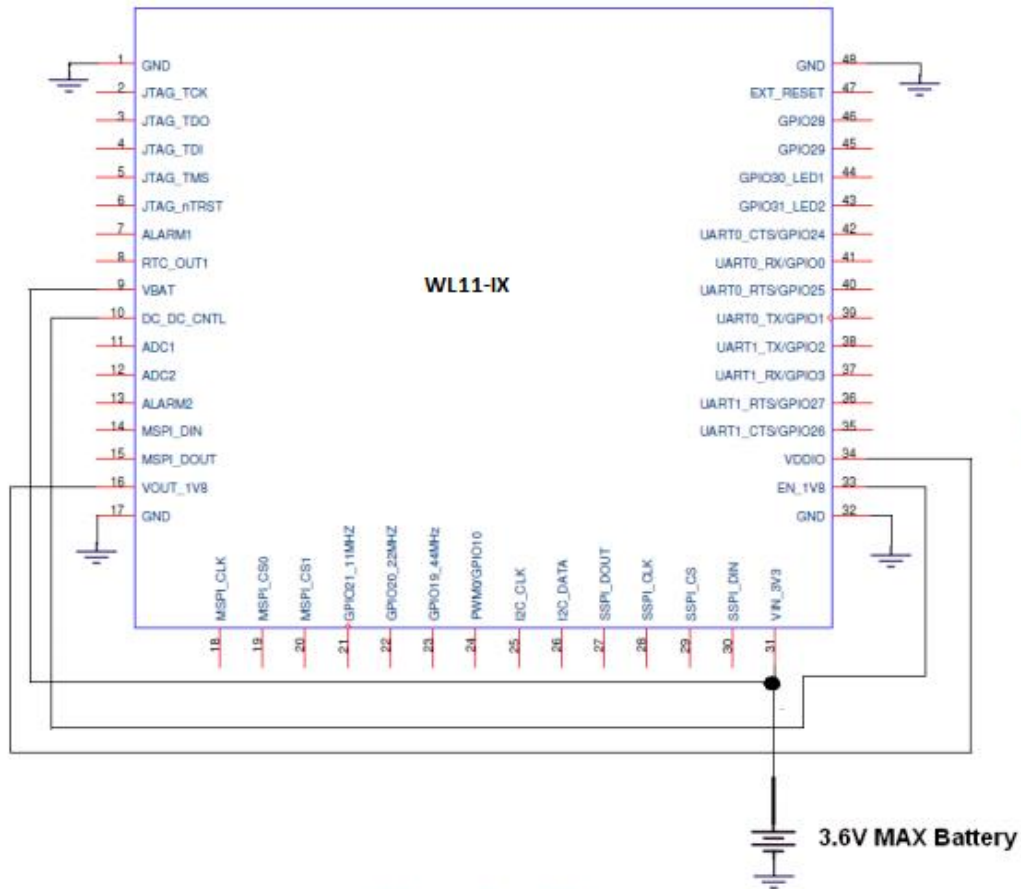 1 GND
2 JTAG_TCK
3 JTAG_TDO
4 JTAG_TDI
5 JTAG_TMS
6 JTAG_nTRST
7 ALARM1
8 RTC_OUT1
9 VBAT
10 DC_DC_CNTL
11 ADC1
12 ADC2
13 ALARM2
14 MSPI_DIN
15 MSPI_DOUT
16 VOUT_1V8
17 GND
WL11-IX
GND 48
EXT_RESET 47
GPIO28 46
GPIO29 45
GPIO30_LED1 44
GPIO31_LED2 43
UART0_CTS/GPIO24 42
UART0_RX/GPIO0 41
UART0_RTS/GPIO25 40
UART0_TX/GPIO1 39
UART1_TX/GPIO2 38
UART1_RX/GPIO3 37
UART1_RTS/GPIO27 36
UART1_CTS/GPIO26 35
VDDIO 34
EN_1V8 33
GND 32
18 MSPI_CLK
19 MSPI_CS0
20 MSPI_CS1
21 GPIO21_11MHZ
22 GPIO20_22MHZ
23 GPIO19_44MHz
24 PWM0/GPIO10
25 I2C_CLK
26 I2C_DATA
27 SSPI_DOUT
28 SSPI_CLK
29 SSPI_CS
30 SSPI_DIN
31 VIN_3V3
3.6V MAX Battery